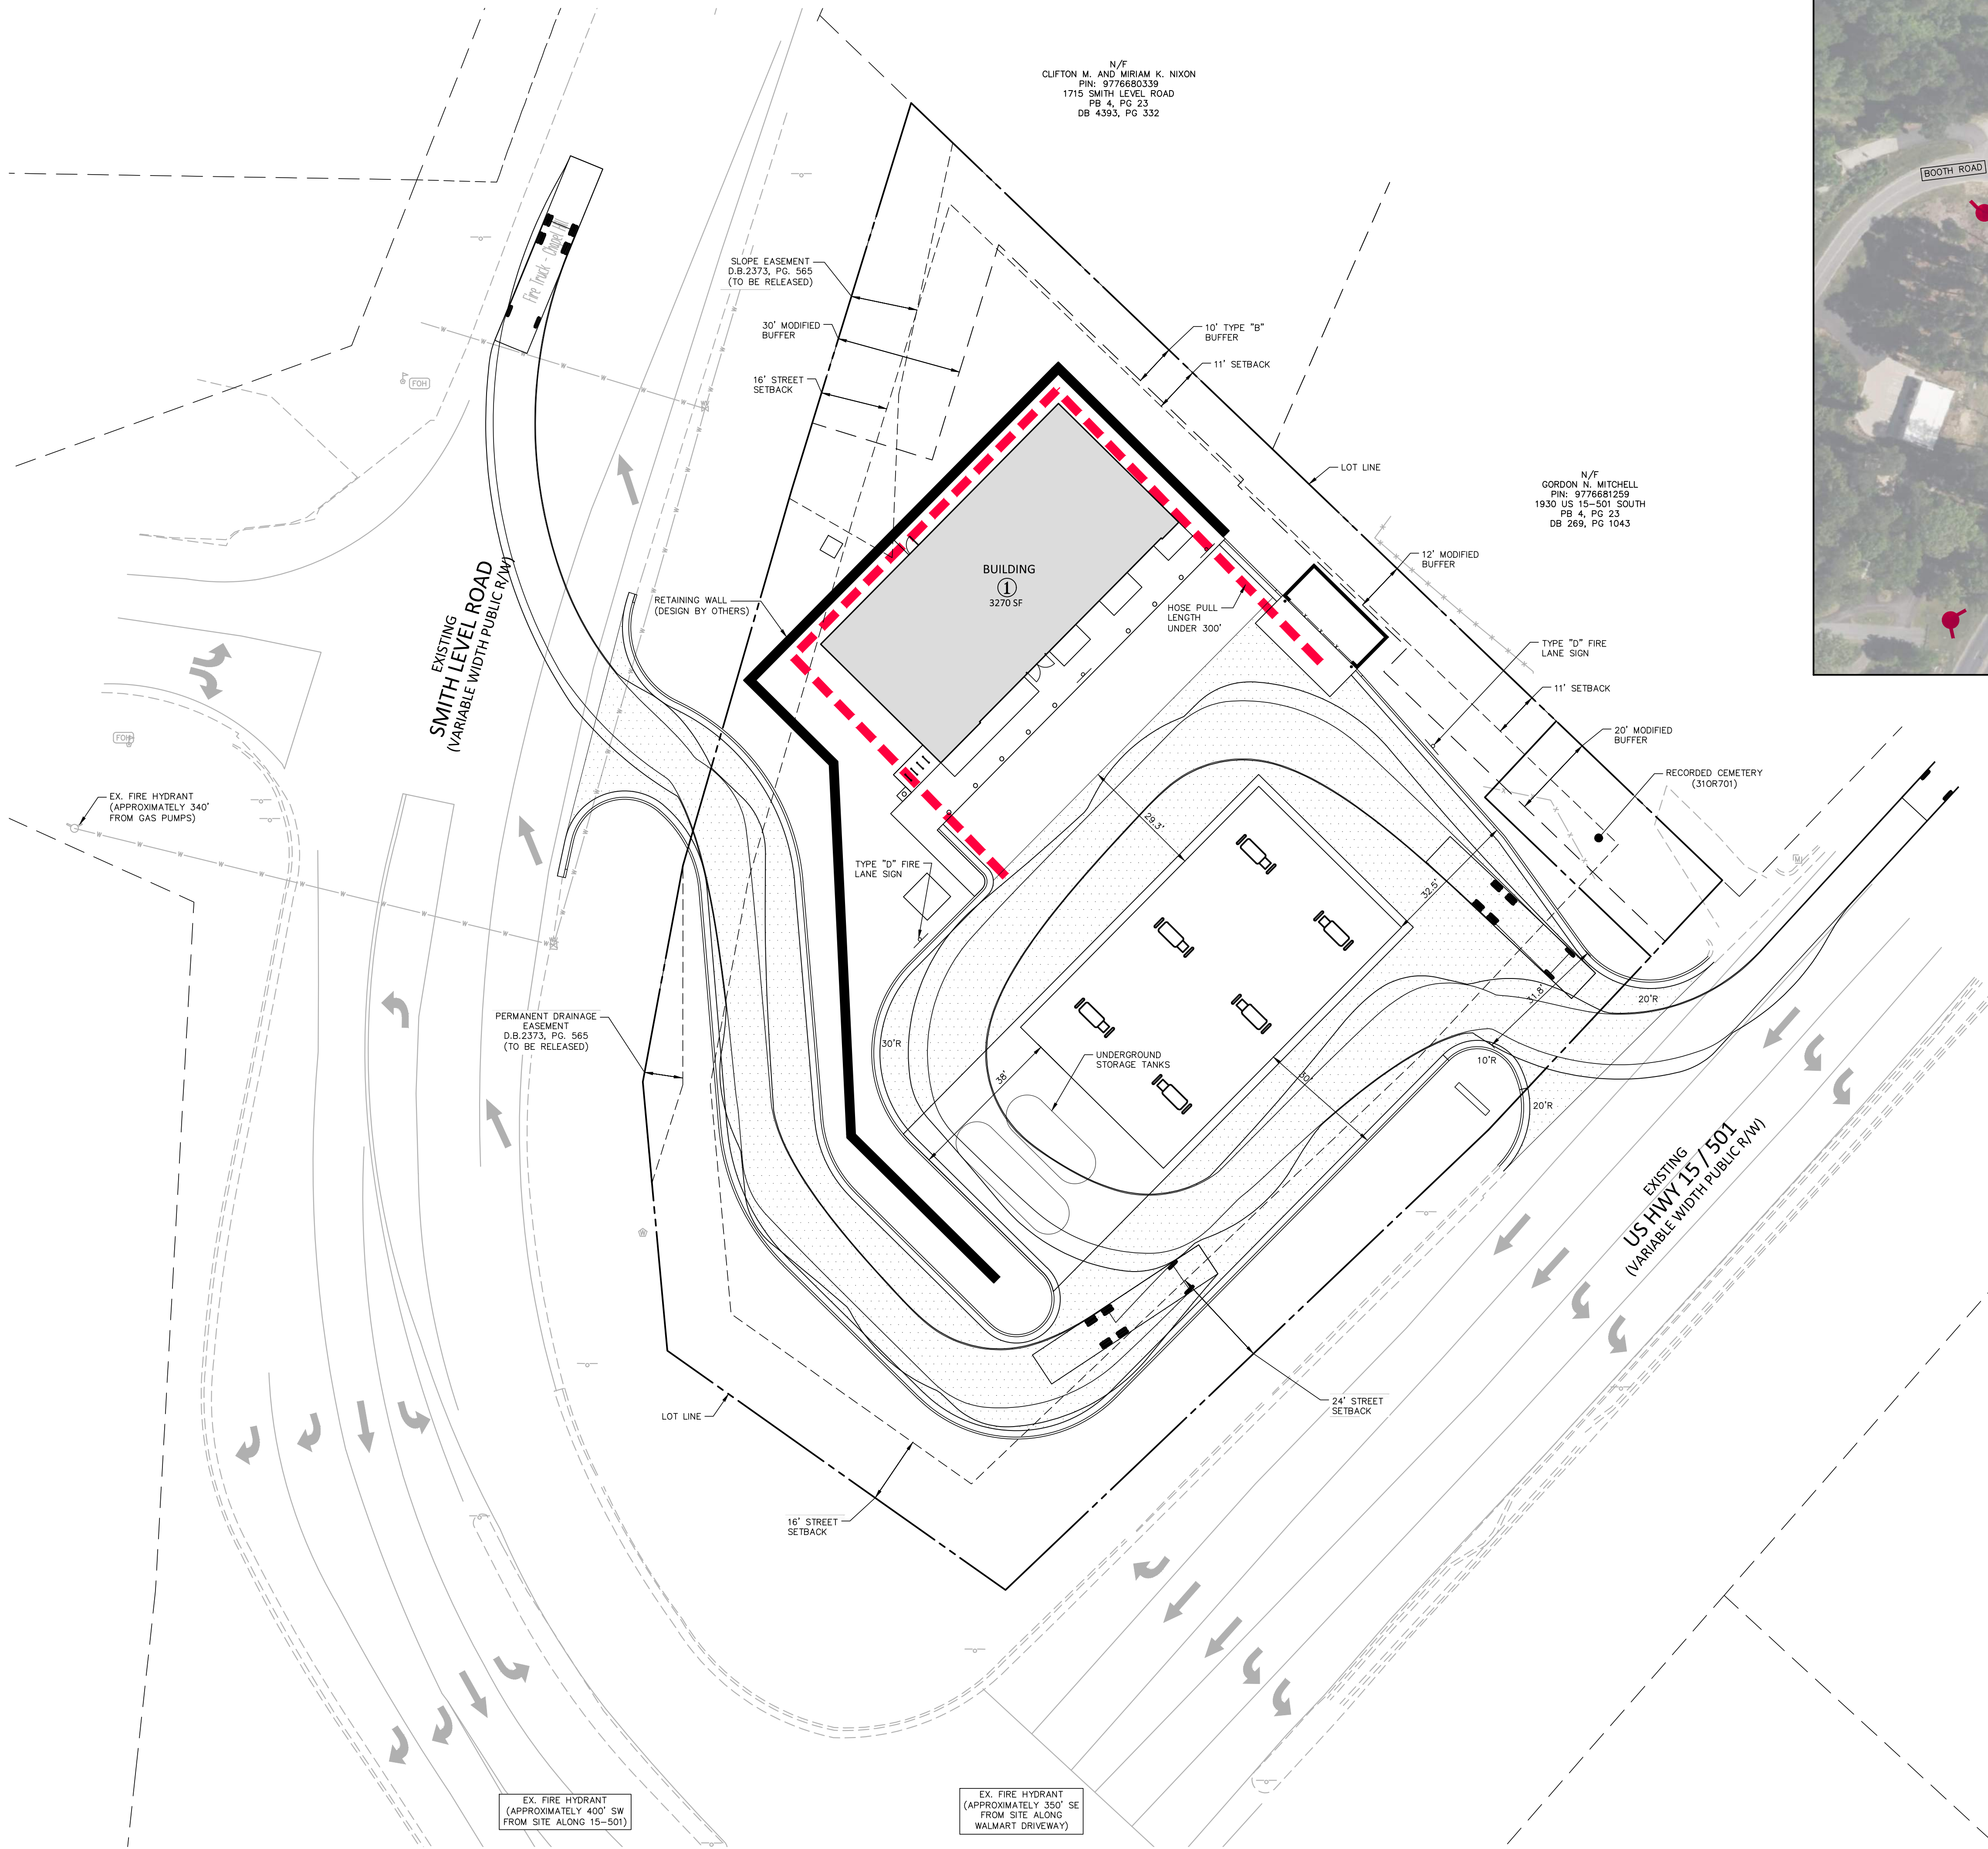 N/F
CLIFTON M. AND MIRIAM K. NIXON
PIN: 9776680339
1715 SMITH LEVEL ROAD
PB 4, PG 23
DB 4393, PG 332
BOOTH ROAD
Fire Truck - Chapel Hill
SLOPE EASEMENT
D.B.2373, PG. 565
(TO BE RELEASED)
30' MODIFIED
BUFFER
16' STREET
SETBACK
10' TYPE "B"
BUFFER
11' SETBACK
FOH
LOT LINE
N/F
GORDON N. MITCHELL
PIN: 9776681259
1930 US 15-501 SOUTH
PB 4, PG 23
DB 269, PG 1043
12' MODIFIED
BUFFER
BUILDING
1
3270 SF
RETAINING WALL
(DESIGN BY OTHERS)
HOSE PULL
LENGTH
UNDER 300'
EXISTING
SMITH LEVEL ROAD
(VARIABLE WIDTH PUBLIC R/W)
TYPE "D" FIRE
LANE SIGN
11' SETBACK
20' MODIFIED
BUFFER
FOH
RECORDED CEMETERY
(31OR701)
EX. FIRE HYDRANT
(APPROXIMATELY 340'
FROM GAS PUMPS)
29.3'
TYPE "D" FIRE
LANE SIGN
32.5'
M
31.8'
20'R
PERMANENT DRAINAGE
EASEMENT
D.B.2373, PG. 565
(TO BE RELEASED)
30'R
UNDERGROUND
STORAGE TANKS
38'
30'
10'R
20'R
EXISTING
US HWY 15 / 501
(VARIABLE WIDTH PUBLIC R/W)
W
24' STREET
SETBACK
LOT LINE
16' STREET
SETBACK
EX. FIRE HYDRANT
(APPROXIMATELY 400' SW
FROM SITE ALONG 15-501)
EX. FIRE HYDRANT
(APPROXIMATELY 350' SE
FROM SITE ALONG
WALMART DRIVEWAY)